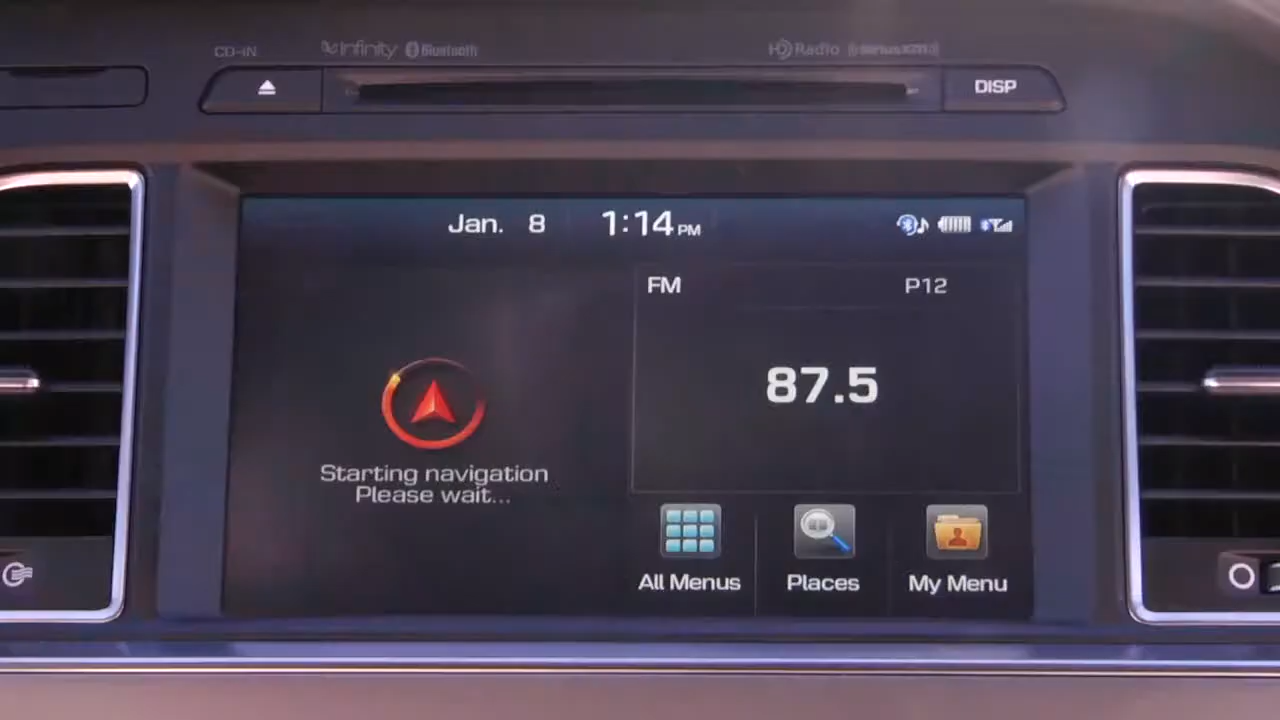 CD-IN
Infinity Bluetooth
HD Radio ((SiriusXM))
DISP
Jan. 8 1:14 PM
FM P12
87.5
Starting navigation
Please wait...
All Menus Places My Menu